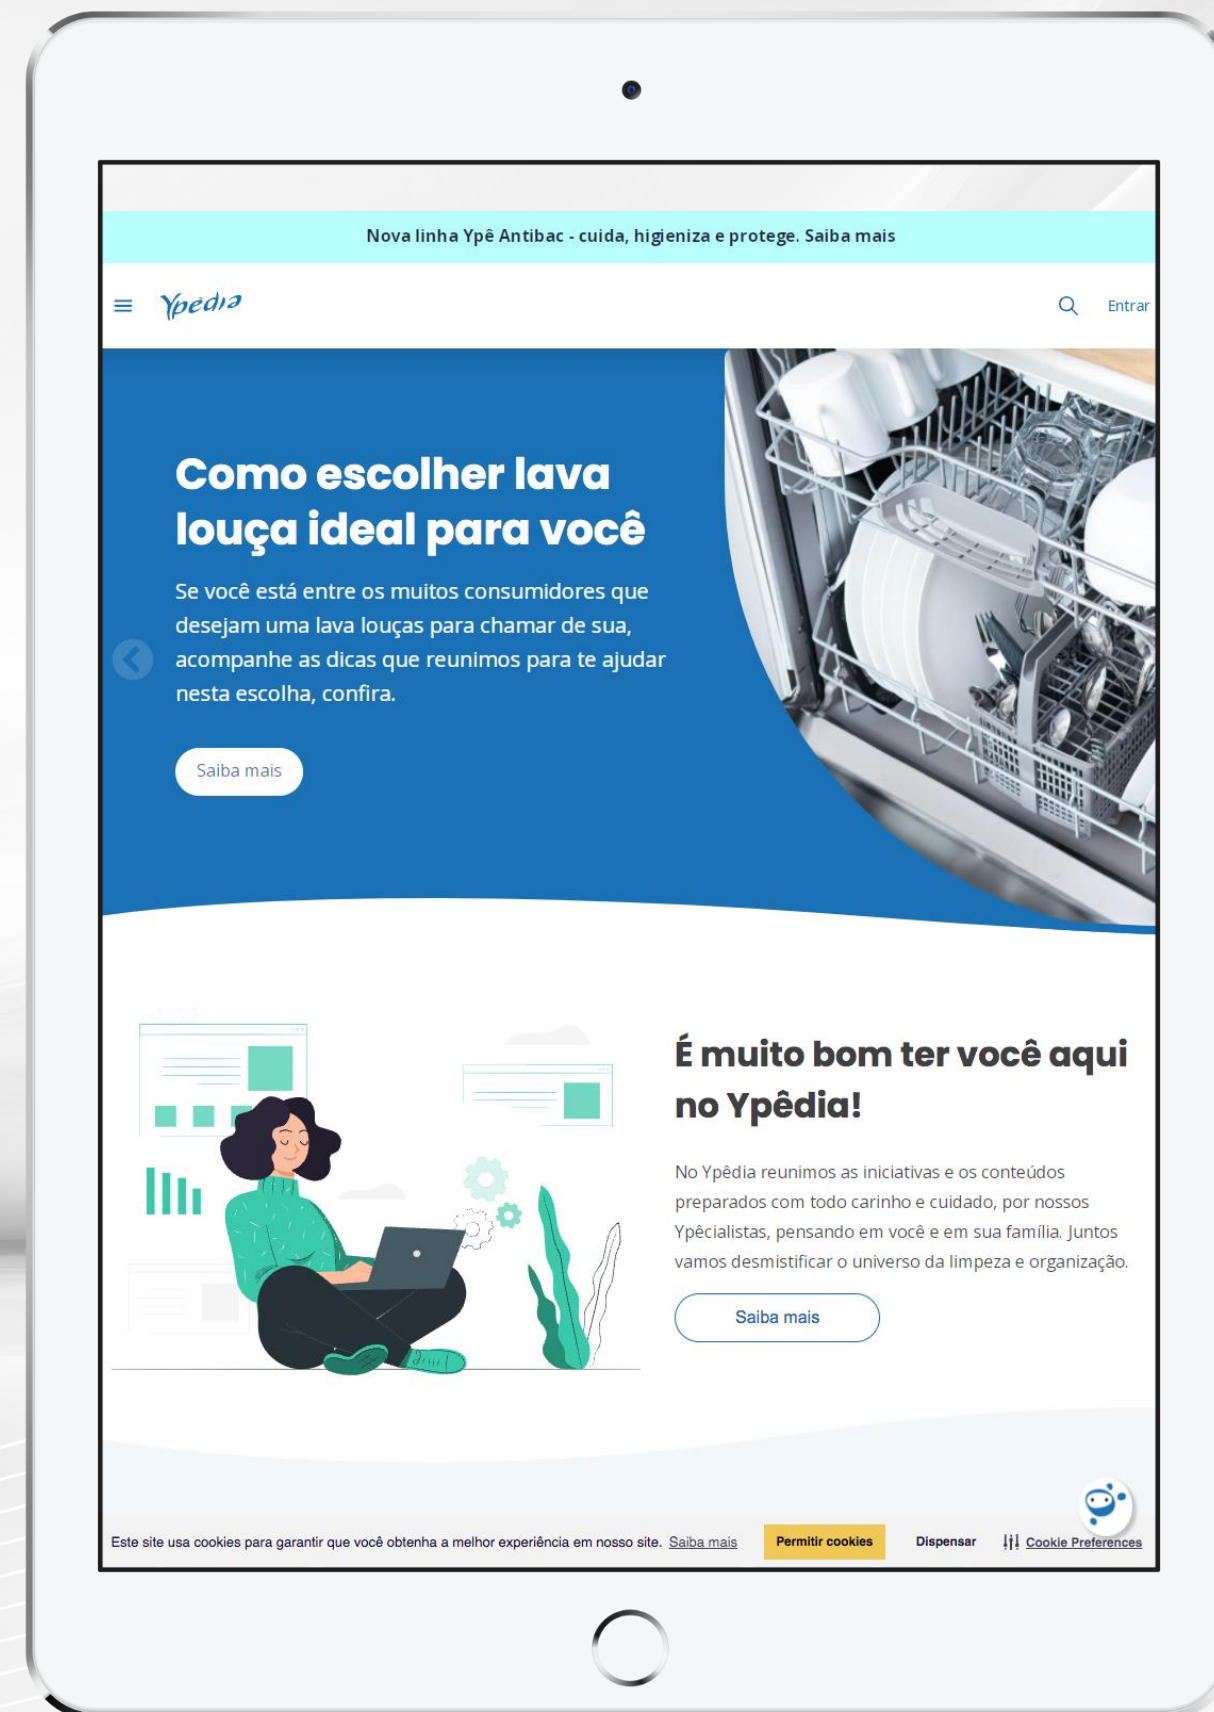 Nova linha Ypê Antibac - cuida, higieniza e protege. Saiba mais
Ypêdia
Entrar
Como escolher lava
louça ideal para você
Se você está entre os muitos consumidores que
desejam uma lava louças para chamar de sua,
acompanhe as dicas que reunimos para te ajudar
nesta escolha, confira.
Saiba mais
É muito bom ter você aqui
no Ypêdia!
No Ypêdia reunimos as iniciativas e os conteúdos
preparados com todo carinho e cuidado, por nossos
Ypêcialistas, pensando em você e em sua família. Juntos
vamos desmistificar o universo da limpeza e organização.
Saiba mais
Este site usa cookies para garantir que você obtenha a melhor experiência em nosso site. Saiba mais
Permitir cookies
Dispensar
Cookie Preferences